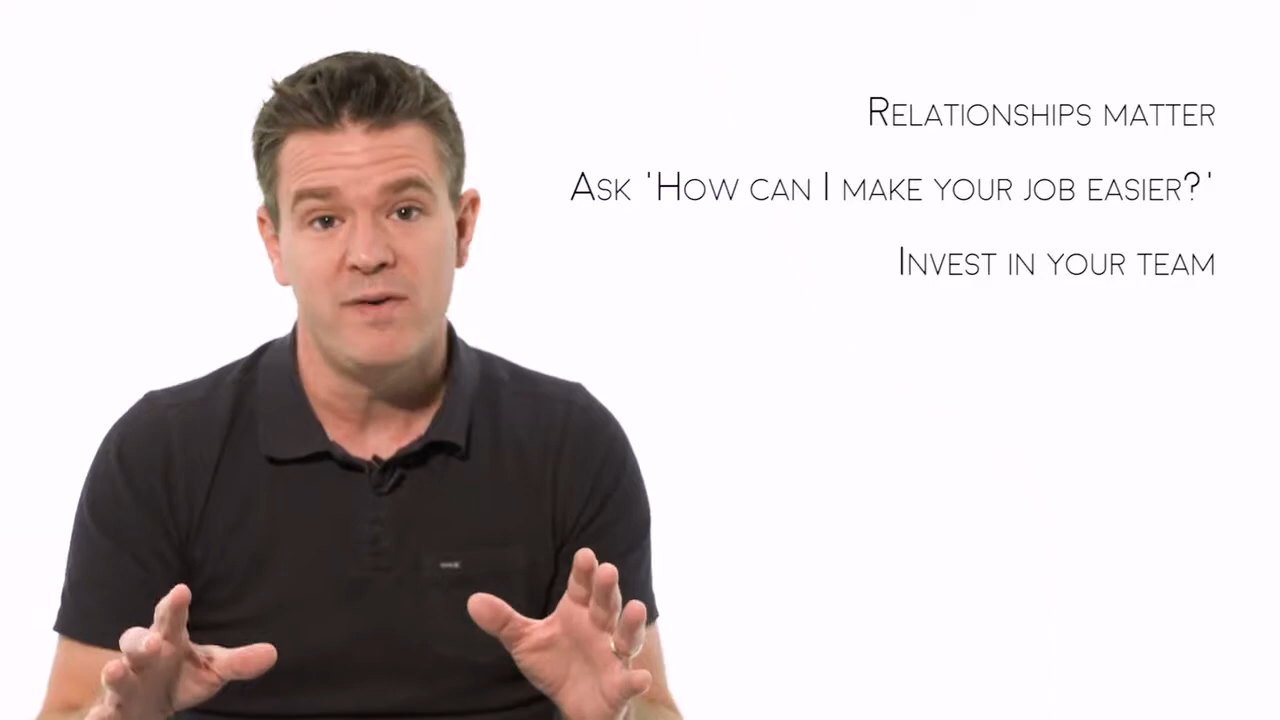 Relationships matter
Ask 'How can I make your job easier?'
Invest in your team